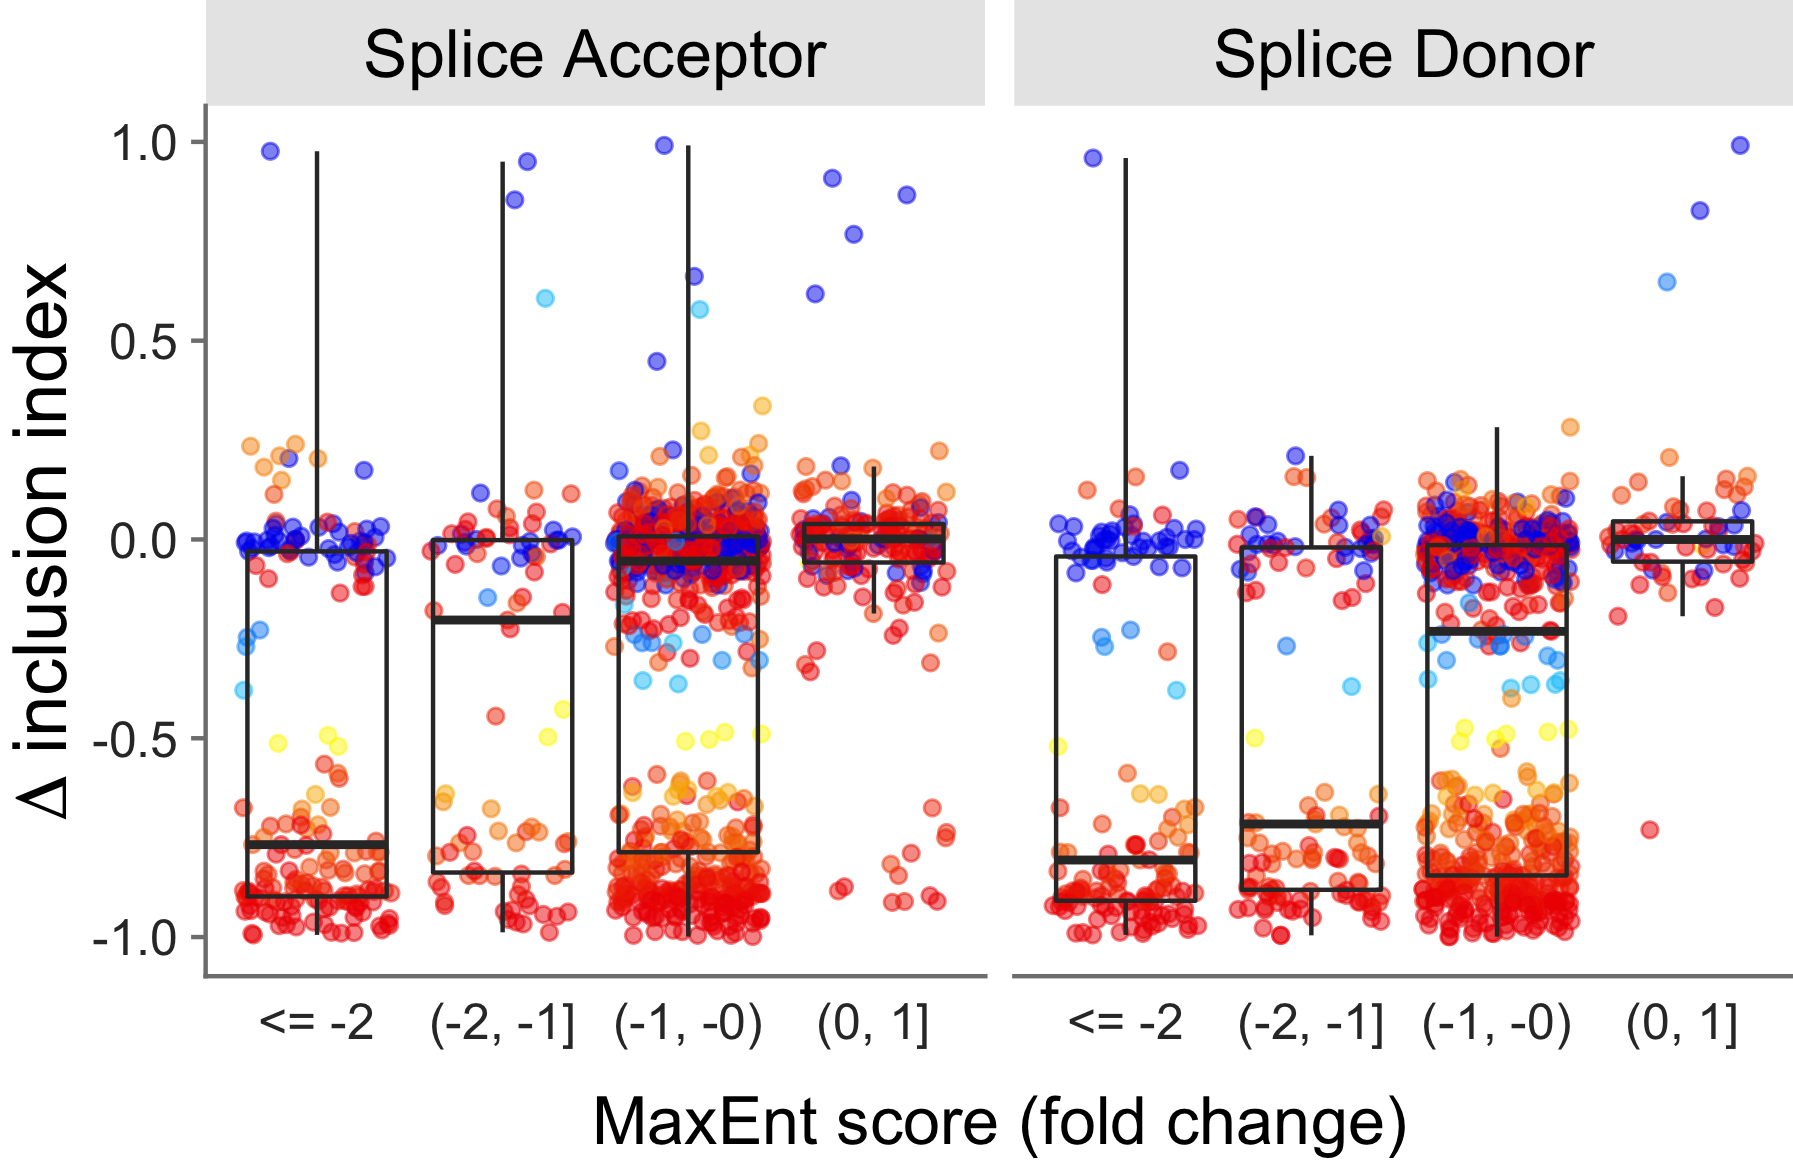 Splice Acceptor
Splice Donor
Δ inclusion index
1.0
0.5
0.0
-0.5
-1.0
<= -2 (-2, -1] (-1, -0) (0, 1]
<= -2 (-2, -1] (-1, -0) (0, 1]
MaxEnt score (fold change)